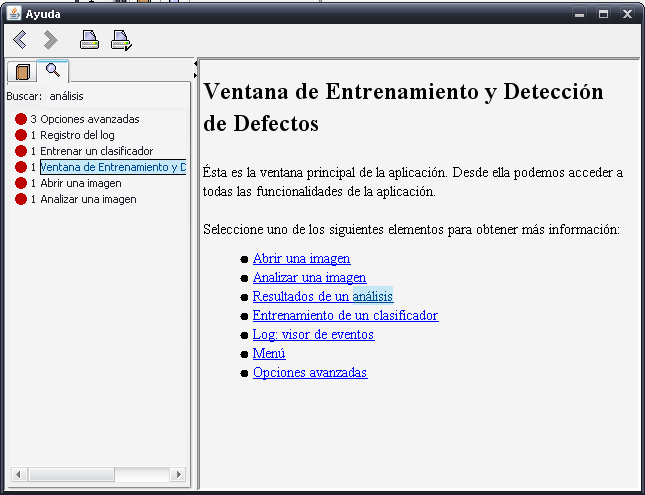 Ayuda
Buscar: análisis
3 Opciones avanzadas
1 Registro del log
1 Entrenar un clasificador
1 Ventana de Entrenamiento y D
1 Abrir una imagen
1 Analizar una imagen
Ventana de Entrenamiento y Detección
de Defectos
Ésta es la ventana principal de la aplicación. Desde ella podemos acceder a
todas las funcionalidades de la aplicación.
Seleccione uno de los siguientes elementos para obtener más información:
Abrir una imagen
Analizar una imagen
Resultados de un análisis
Entrenamiento de un clasificador
Log: visor de eventos
Menú
Opciones avanzadas